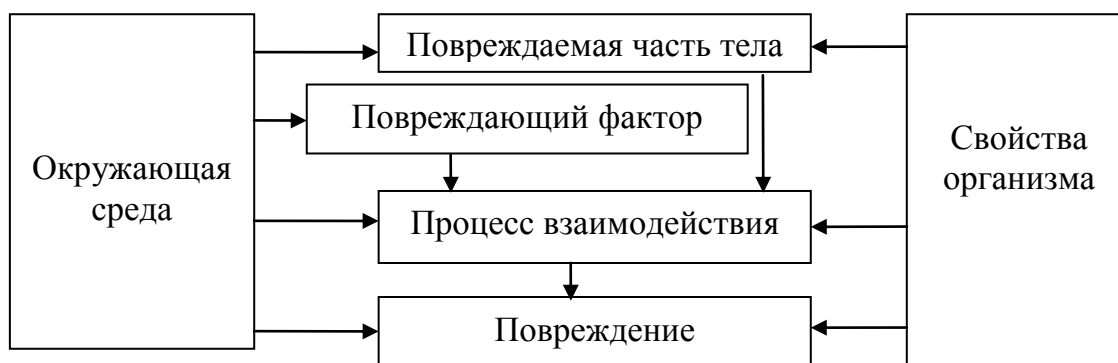 Повреждаемая часть тела
Повреждающий фактор
Окружающая
среда
Свойства
организма
Процесс взаимодействия
Повреждение